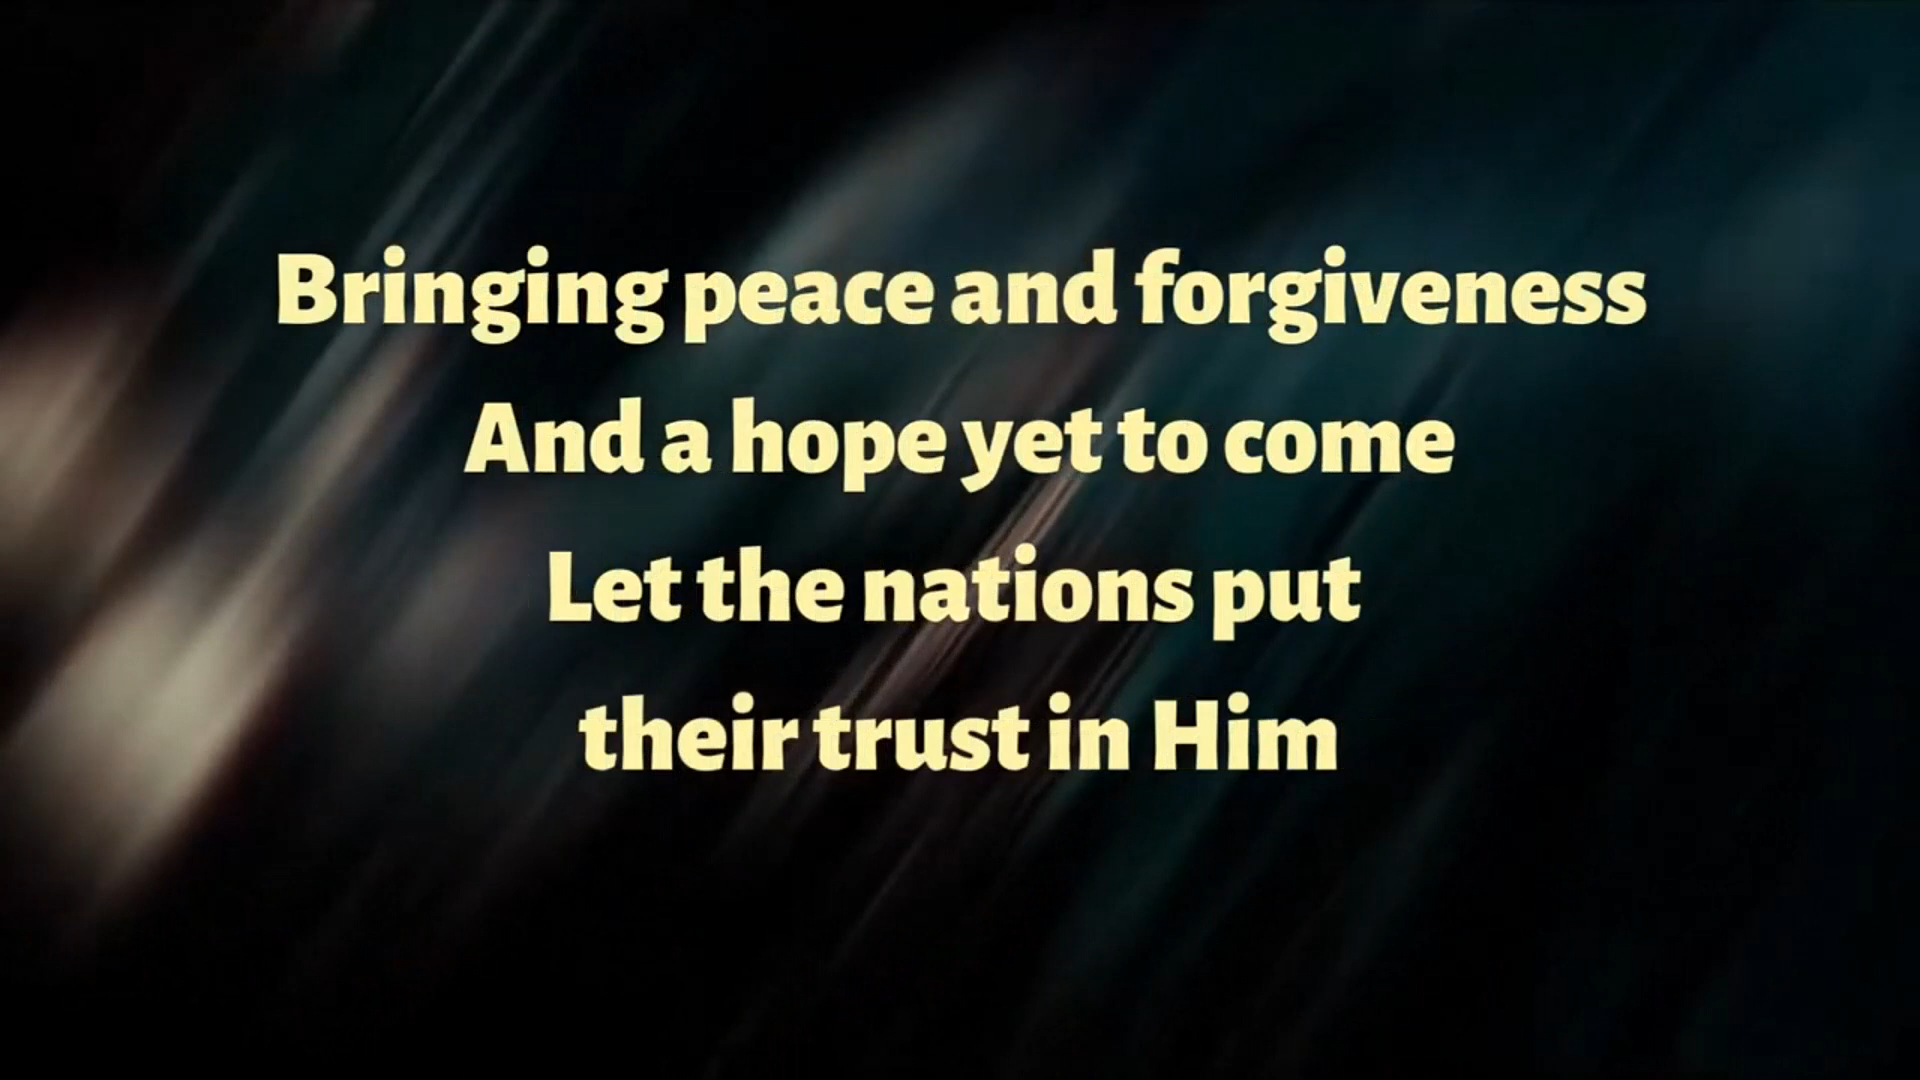 Bringing peace and forgiveness
And a hope yet to come
Let the nations put
their trust in Him